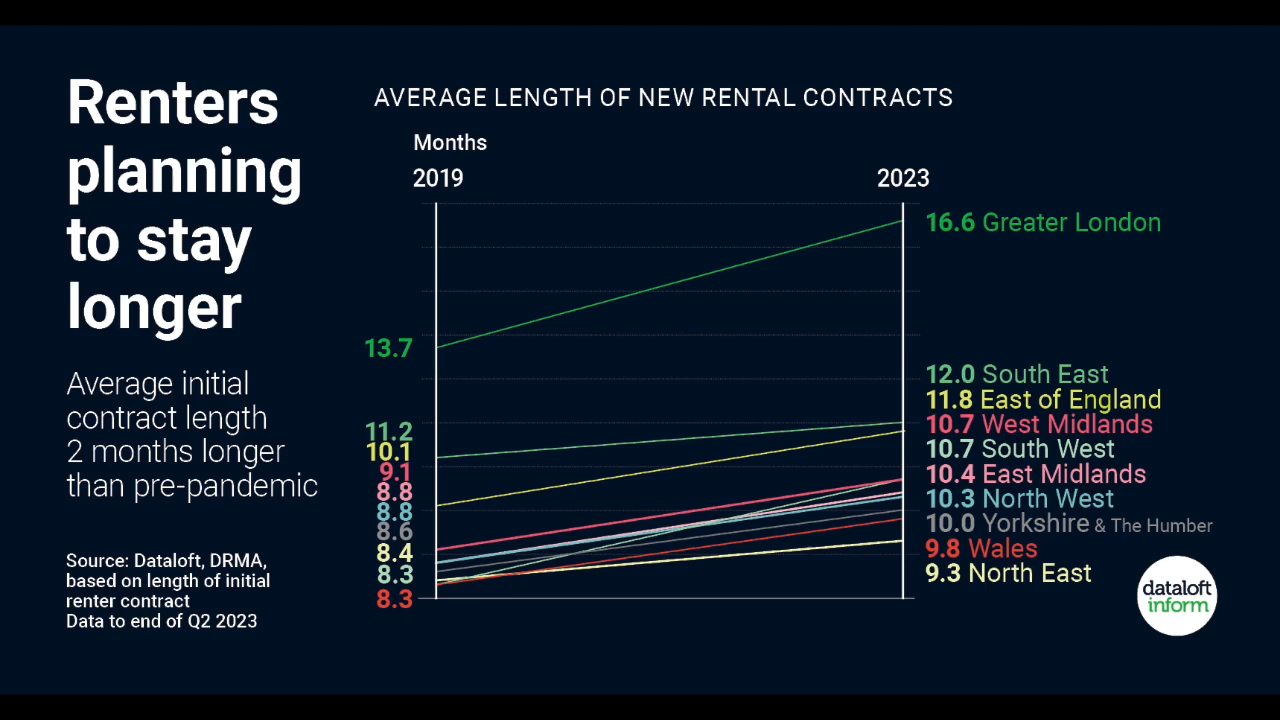 Renters
planning
to stay
longer
Average initial
contract length
2 months longer
than pre-pandemic
Source: Dataloft, DRMA,
based on length of initial
renter contract
Data to end of Q2 2023
AVERAGE LENGTH OF NEW RENTAL CONTRACTS
Months
2019
2023
13.7
11.2
10.1
9.1
8.8
8.8
8.6
8.4
8.3
8.3
16.6 Greater London
12.0 South East
11.8 East of England
10.7 West Midlands
10.7 South West
10.4 East Midlands
10.3 North West
10.0 Yorkshire & The Humber
9.8 Wales
9.3 North East
dataloft
inform